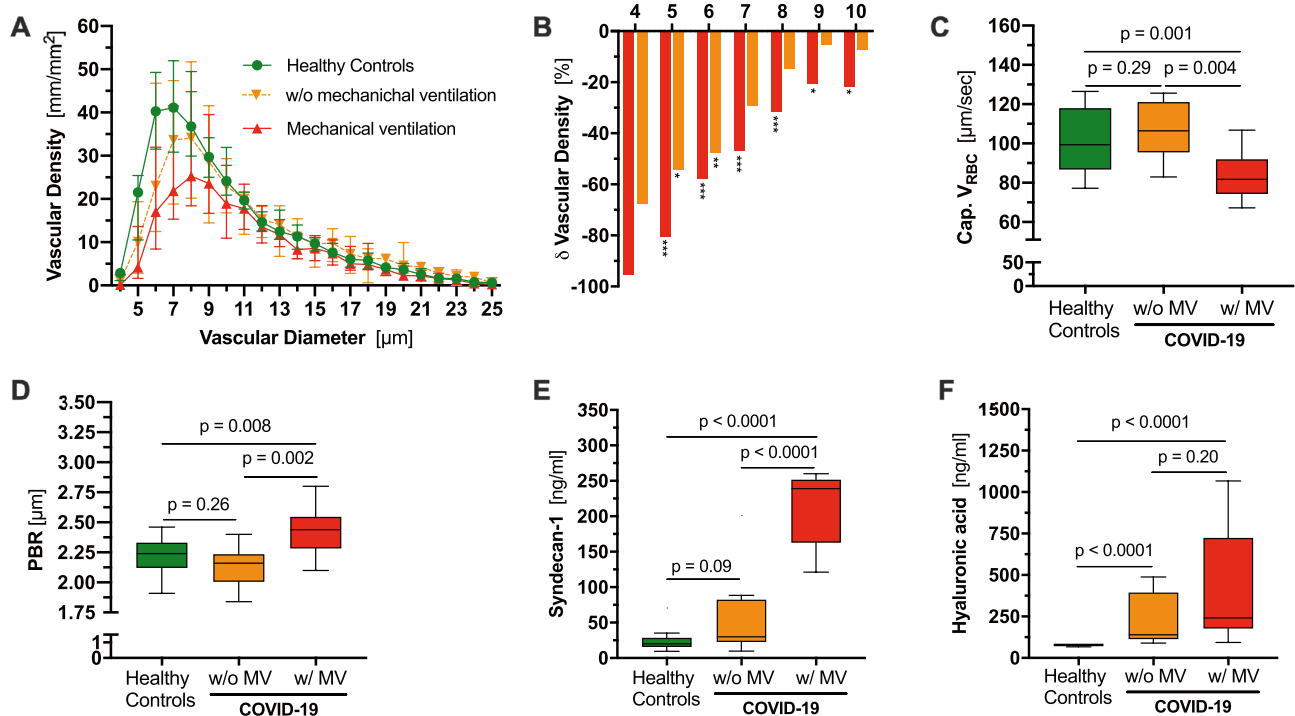 A
Vascular Density [mm/mm²]
60
50
40
30
20
10
0
Healthy Controls
w/o mechanichal ventilation
Mechanical ventilation
5 7 9 11 13 15 17 19 21 23 25
Vascular Diameter [µm]
B
4 5 6 7 8 9 10
δ Vascular Density [%]
0
-20
-40
-60
-80
-100
***
*
***
**
***
***
*
*
C
Cap. V_RBC [µm/sec]
160
140
120
100
80
60
50
0
p = 0.001
p = 0.29 p = 0.004
Healthy
Controls
w/o MV w/ MV
COVID-19
D
PBR [µm]
3.50
3.25
3.00
2.75
2.50
2.25
2.00
1.75
1
0
p = 0.008
p = 0.002
p = 0.26
Healthy
Controls
w/o MV w/ MV
COVID-19
E
Syndecan-1 [ng/ml]
350
300
250
200
150
100
50
0
p < 0.0001
p < 0.0001
p = 0.09
Healthy
Controls
w/o MV w/ MV
COVID-19
F
Hyaluronic acid [ng/ml]
1500
1250
1000
750
500
250
0
p < 0.0001
p = 0.20
p < 0.0001
Healthy
Controls
w/o MV w/ MV
COVID-19